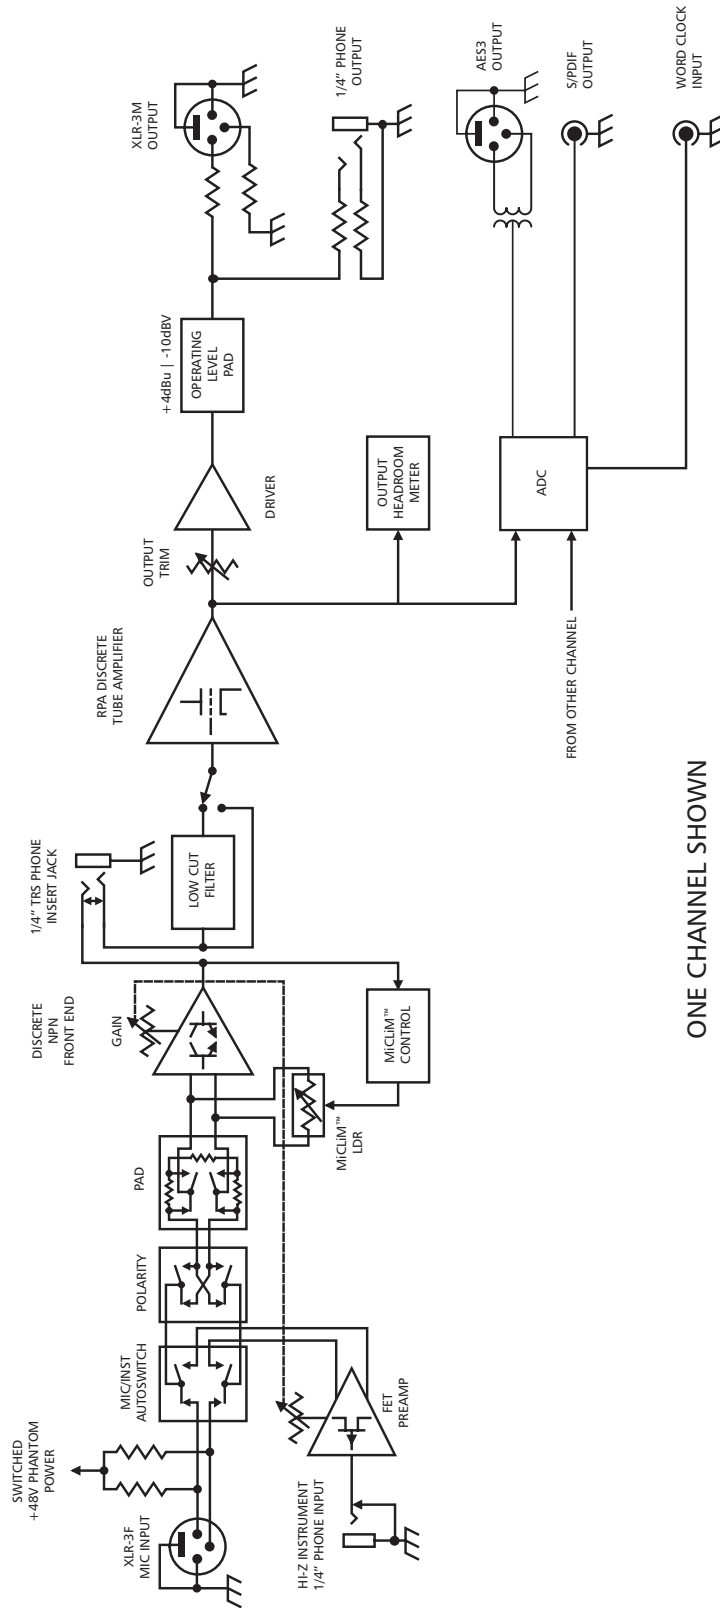 SWITCHED
+48V PHANTOM
POWER
XLR-3F
MIC INPUT
HI-Z INSTRUMENT
1/4" PHONE INPUT
MIC/INST
AUTOSWITCH
FET
PREAMP
POLARITY
PAD
MiCLiM™
LDR
DISCRETE
NPN
FRONT END
GAIN
MiCLiM™
CONTROL
1/4" TRS PHONE
INSERT JACK
LOW CUT
FILTER
RPA DISCRETE
TUBE AMPLIFIER
OUTPUT
TRIM
DRIVER
+4dBu | -10dBV
OPERATING
LEVEL
PAD
OUTPUT
HEADROOM
METER
FROM OTHER CHANNEL
ADC
XLR-3M
OUTPUT
1/4" PHONE
OUTPUT
AES3
OUTPUT
S/PDIF
OUTPUT
WORD CLOCK
INPUT
ONE CHANNEL SHOWN